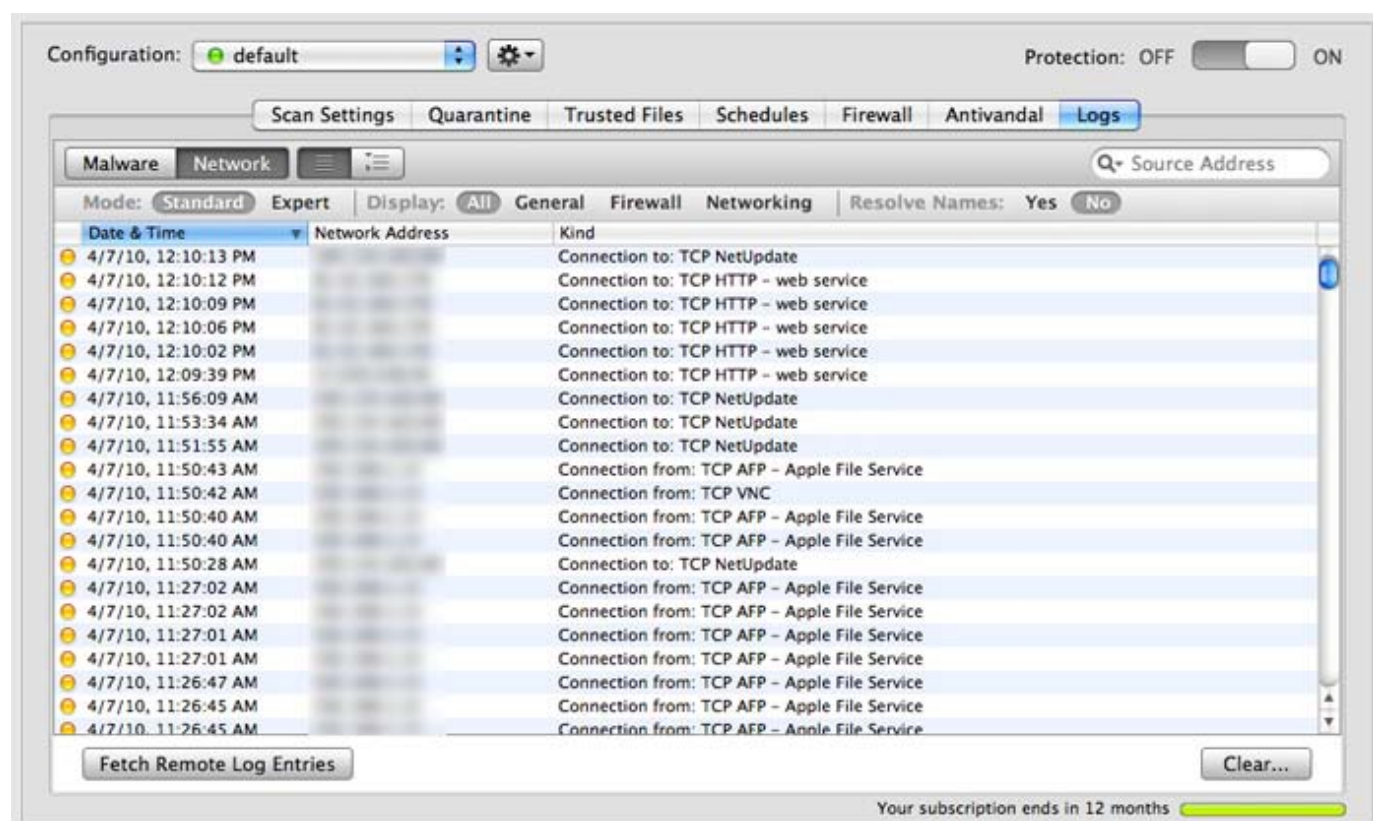 Configuration: default Protection: OFF ON
Scan Settings Quarantine Trusted Files Schedules Firewall Antivandal Logs
Malware Network Source Address
Mode: Standard Expert Display: All General Firewall Networking Resolve Names: Yes No
Date & Time Network Address Kind
4/7/10, 12:10:13 PM Connection to: TCP NetUpdate
4/7/10, 12:10:12 PM Connection to: TCP HTTP – web service
4/7/10, 12:10:09 PM Connection to: TCP HTTP – web service
4/7/10, 12:10:06 PM Connection to: TCP HTTP – web service
4/7/10, 12:10:02 PM Connection to: TCP HTTP – web service
4/7/10, 12:09:39 PM Connection to: TCP HTTP – web service
4/7/10, 11:56:09 AM Connection to: TCP NetUpdate
4/7/10, 11:53:34 AM Connection to: TCP NetUpdate
4/7/10, 11:51:55 AM Connection to: TCP NetUpdate
4/7/10, 11:50:43 AM Connection from: TCP AFP – Apple File Service
4/7/10, 11:50:42 AM Connection from: TCP VNC
4/7/10, 11:50:40 AM Connection from: TCP AFP – Apple File Service
4/7/10, 11:50:40 AM Connection from: TCP AFP – Apple File Service
4/7/10, 11:50:28 AM Connection to: TCP NetUpdate
4/7/10, 11:27:02 AM Connection from: TCP AFP – Apple File Service
4/7/10, 11:27:02 AM Connection from: TCP AFP – Apple File Service
4/7/10, 11:27:01 AM Connection from: TCP AFP – Apple File Service
4/7/10, 11:27:01 AM Connection from: TCP AFP – Apple File Service
4/7/10, 11:26:47 AM Connection from: TCP AFP – Apple File Service
4/7/10, 11:26:45 AM Connection from: TCP AFP – Apple File Service
4/7/10, 11:26:45 AM Connection from: TCP AFP – Apple File Service
Fetch Remote Log Entries Clear...
Your subscription ends in 12 months